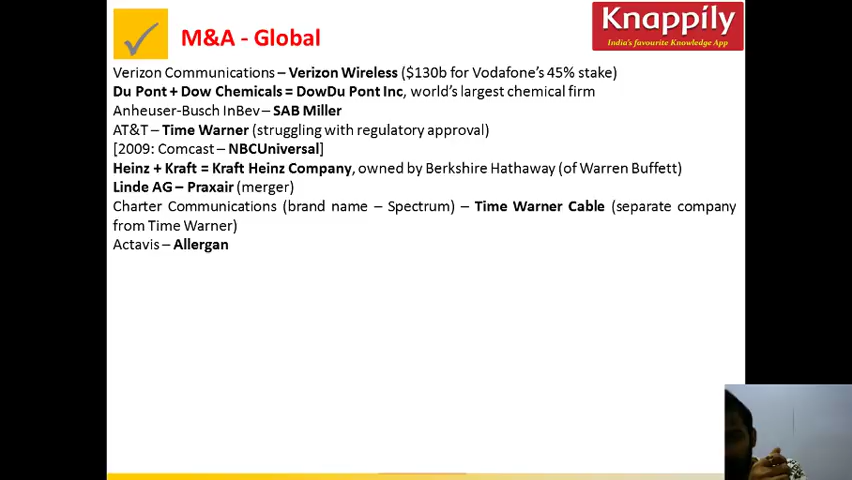 M&A - Global
Knappily
India's favourite Knowledge App
Verizon Communications – Verizon Wireless ($130b for Vodafone's 45% stake)
Du Pont + Dow Chemicals = DowDu Pont Inc, world's largest chemical firm
Anheuser-Busch InBev – SAB Miller
AT&T – Time Warner (struggling with regulatory approval)
[2009: Comcast – NBCUniversal]
Heinz + Kraft = Kraft Heinz Company, owned by Berkshire Hathaway (of Warren Buffett)
Linde AG – Praxair (merger)
Charter Communications (brand name – Spectrum) – Time Warner Cable (separate company
from Time Warner)
Actavis – Allergan